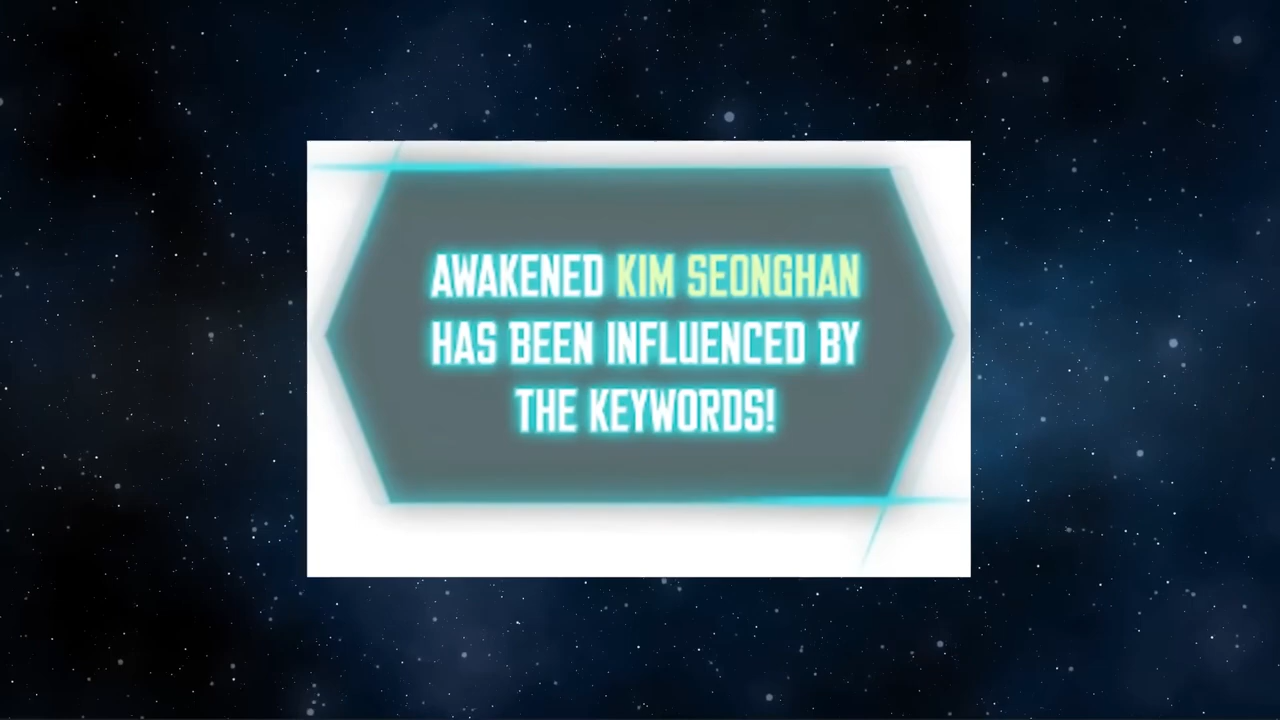 AWAKENED KIM SEONGHAN
HAS BEEN INFLUENCED BY
THE KEYWORDS!